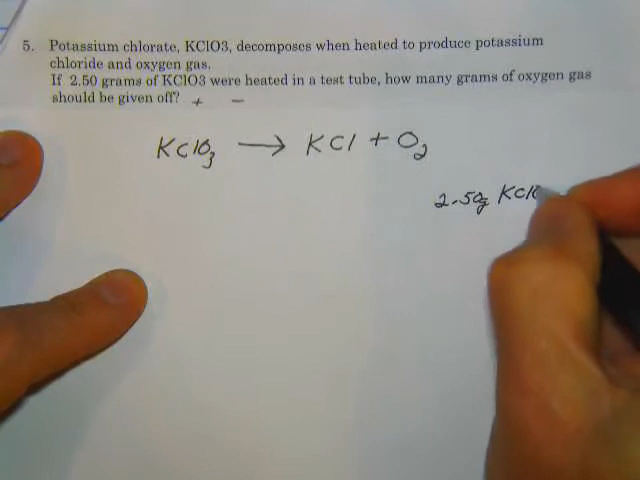 5. Potassium chlorate, KClO3, decomposes when heated to produce potassium
chloride and oxygen gas.
If 2.50 grams of KClO3 were heated in a test tube, how many grams of oxygen gas
should be given off? + −
KClO₃ → KCl + O₂
2.50g KCl